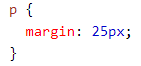 p {
  margin: 25px;
}